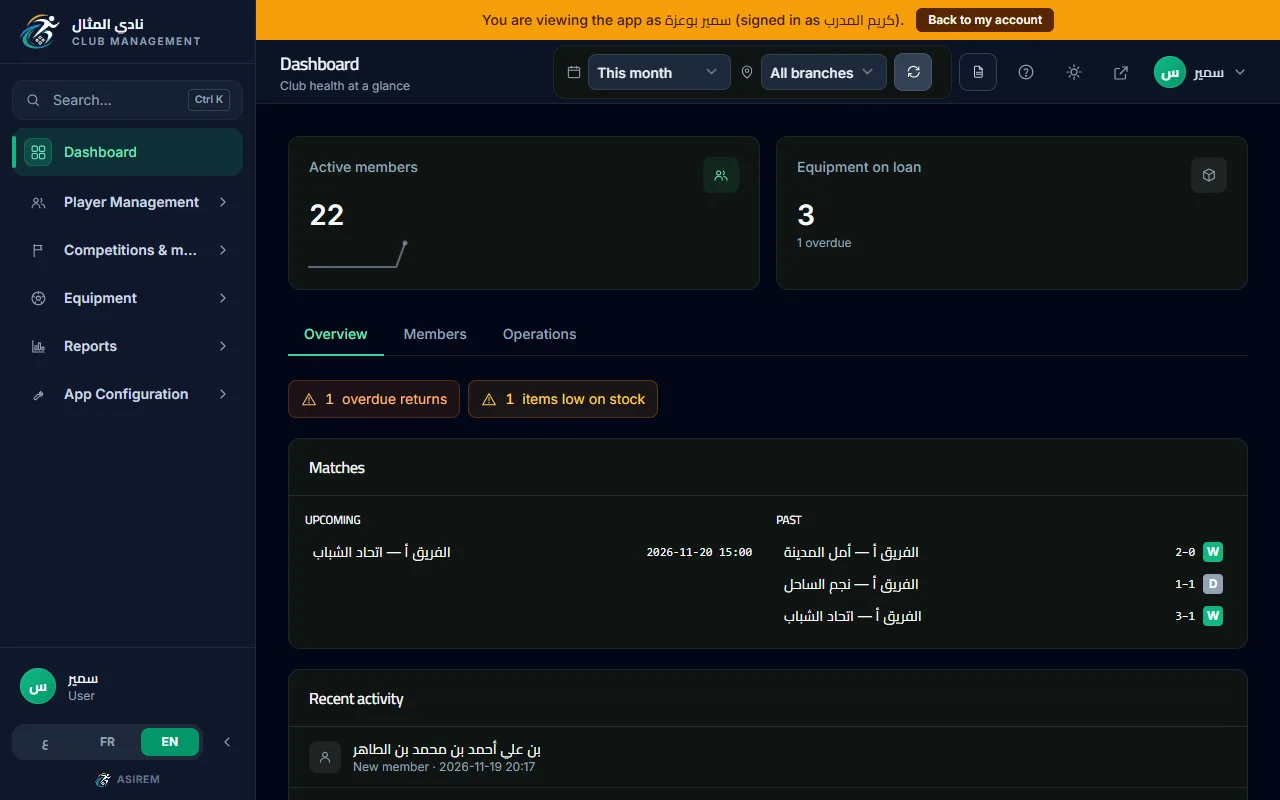 نادي المثال
CLUB MANAGEMENT
Search...
Ctrl K
Dashboard
Player Management
Competitions & m...
Equipment
Reports
App Configuration
س
سمير
User
ع
FR
EN
ASIREM
You are viewing the app as سمير بوعزة (signed in as كريم المدرب).
Back to my account
Dashboard
Club health at a glance
This month
All branches
س
سمير
Active members
22
Equipment on loan
3
1 overdue
Overview
Members
Operations
1 overdue returns
1 items low on stock
Matches
UPCOMING
الفريق أ — اتحاد الشباب
2026-11-20 15:00
PAST
الفريق أ — أمل المدينة
2–0 W
الفريق أ — نجم الساحل
1–1 D
الفريق أ — اتحاد الشباب
3–1 W
Recent activity
بن علي أحمد بن محمد بن الطاهر
New member · 2026-11-19 20:17